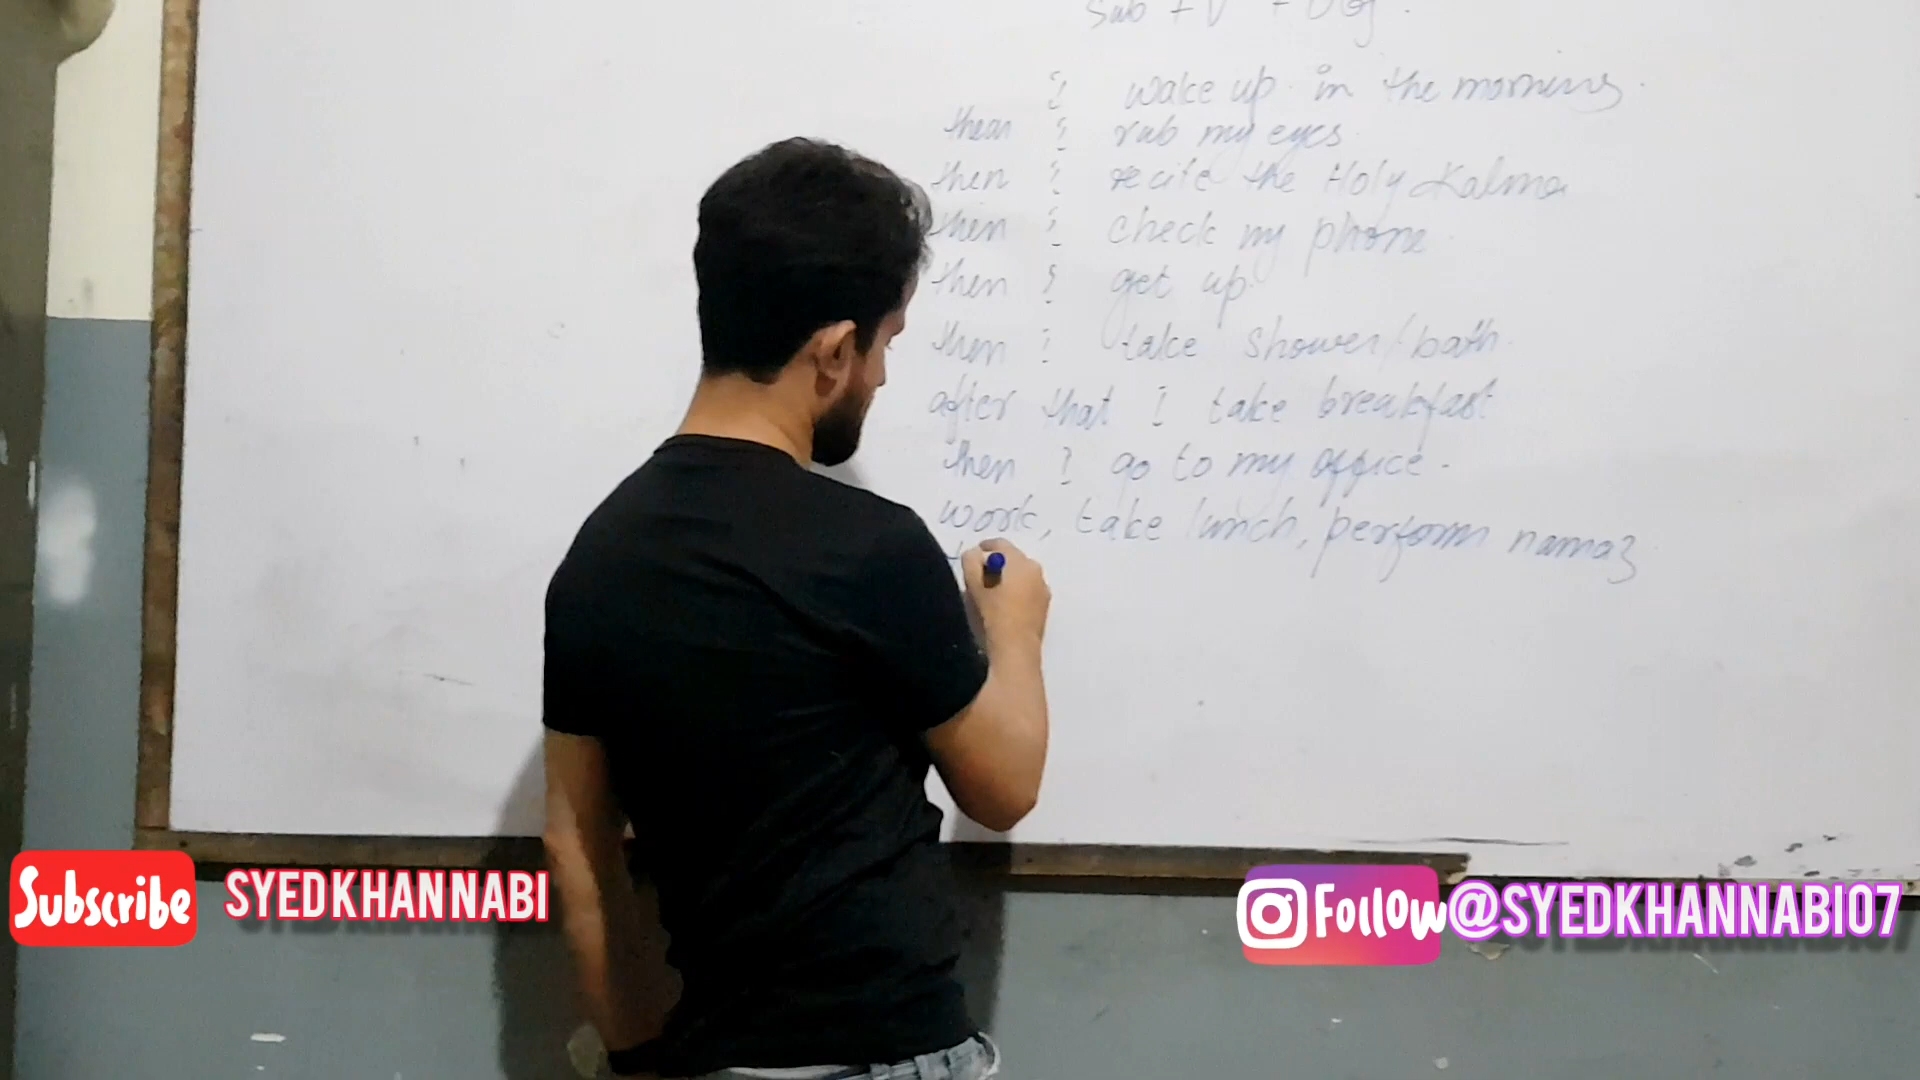 Sub + V + Obj.
i wake up in the morning.
then i rub my eyes
then i recite the Holy Kalma
then i check my phone
then i get up.
then i take shower/bath.
after that i take breakfast
then i go to my office.
work, take lunch, perform namaz
Subscribe SYEDKHANNABI
Follow @SYEDKHANNABI07